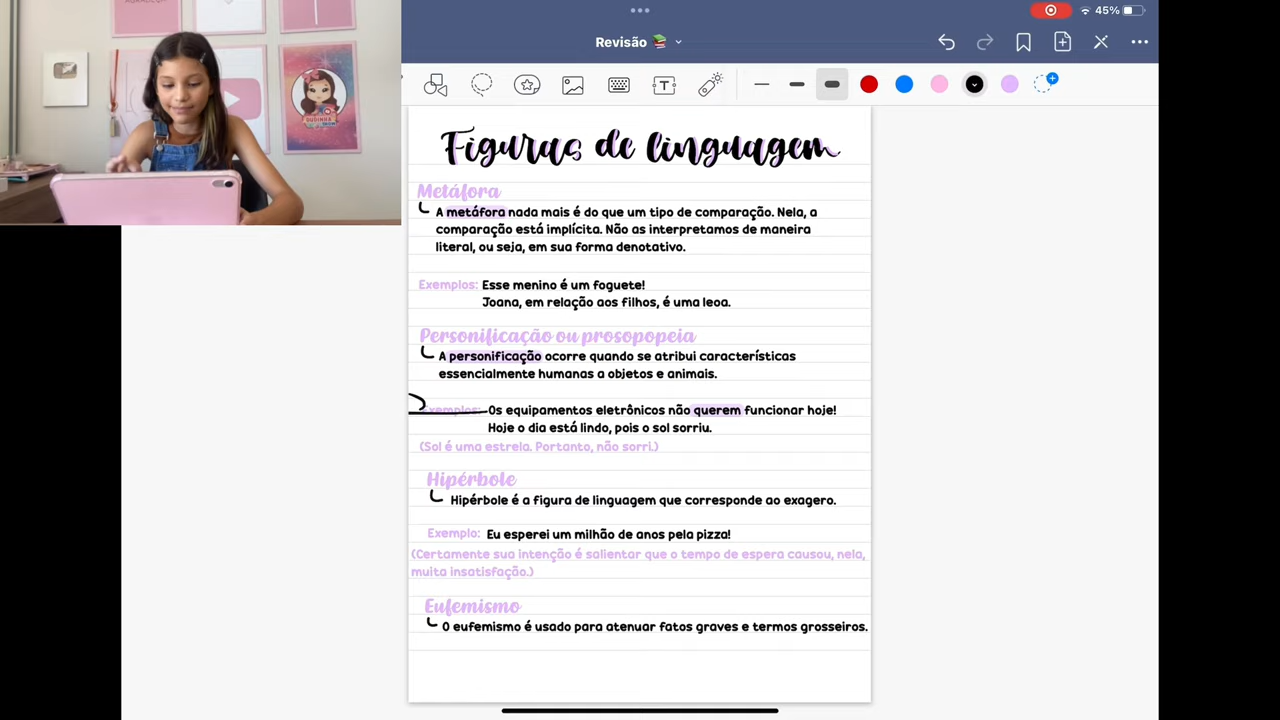 45%
Revisão
Figuras de linguagem
Metáfora
A metáfora nada mais é do que um tipo de comparação. Nela, a
comparação está implícita. Não as interpretamos de maneira
literal, ou seja, em sua forma denotativo.
Exemplos: Esse menino é um foguete!
Joana, em relação aos filhos, é uma leoa.
Personificação ou prosopopeia
A personificação ocorre quando se atribui características
essencialmente humanas a objetos e animais.
Exemplos: Os equipamentos eletrônicos não querem funcionar hoje!
Hoje o dia está lindo, pois o sol sorriu.
(Sol é uma estrela. Portanto, não sorri.)
Hipérbole
Hipérbole é a figura de linguagem que corresponde ao exagero.
Exemplo: Eu esperei um milhão de anos pela pizza!
(Certamente sua intenção é salientar que o tempo de espera causou, nela,
muita insatisfação.)
Eufemismo
O eufemismo é usado para atenuar fatos graves e termos grosseiros.